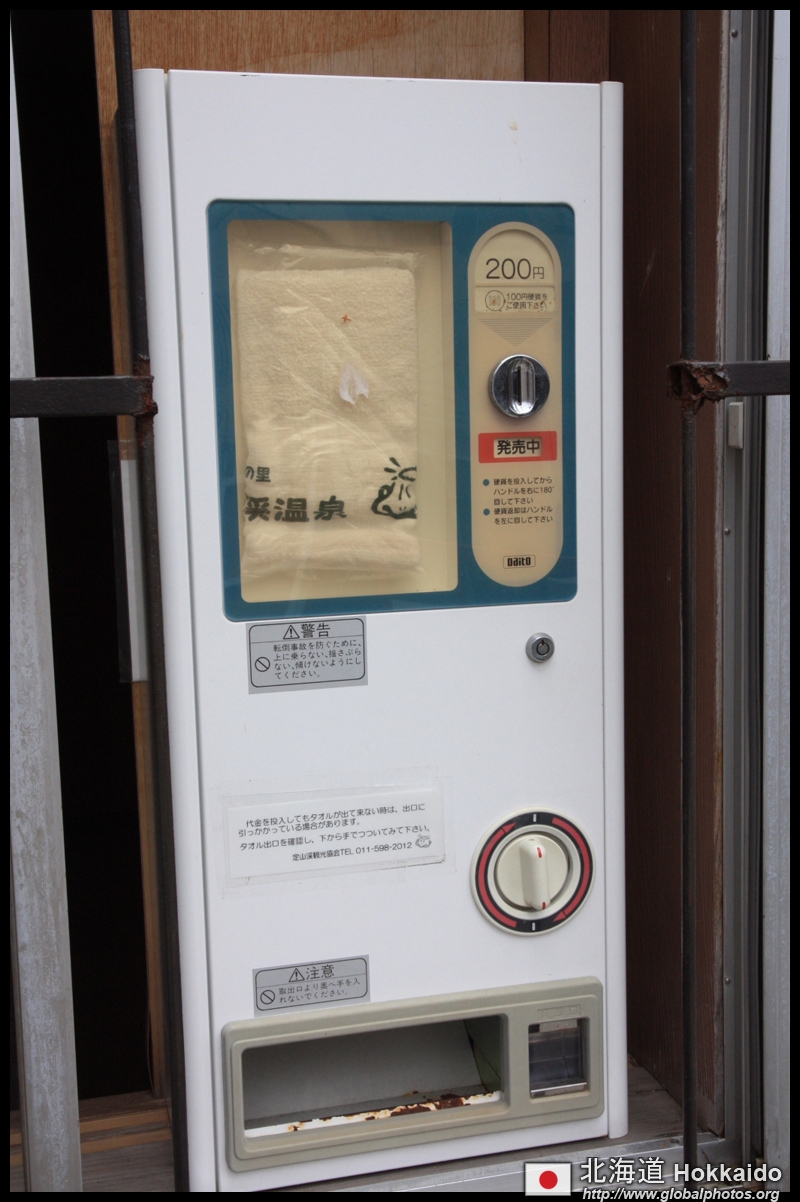 200円
100円硬貨を
ご使用下さい
発売中
硬貨を投入してから
ハンドルを右に180°
回して下さい
硬貨返却はハンドル
を左に回して下さい
Daito
の里
渓温泉
警告
転倒事故を防ぐために、
上に乗らない、揺さぶら
ない、傾けないようにし
てください。
代金を投入してもタオルが出て来ない時は、出口に
引っかかっている場合があります。
タオル出口を確認し、下から手でつついてみて下さい。
定山渓観光協会TEL 011-598-2012
注意
取出口より奥へ手を入
れないでください。
北海道 Hokkaido
http://www.globalphotos.org